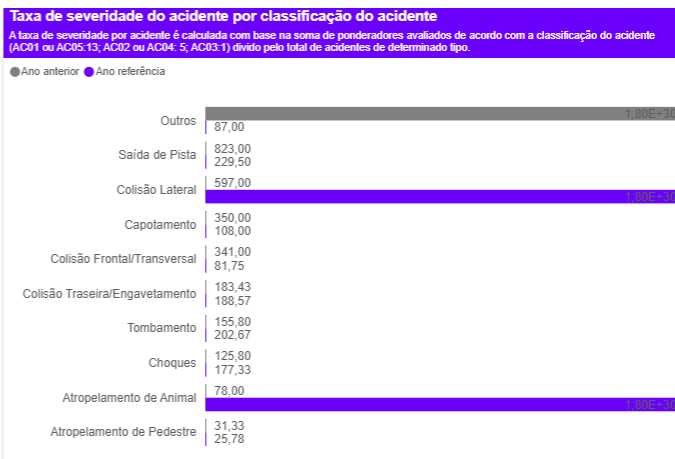 Taxa de severidade do acidente por classificação do acidente
A taxa de severidade por acidente é calculada com base na soma de ponderadores avaliados de acordo com a classificação do acidente
(AC01 ou AC05:13; AC02 ou AC04: 5; AC03:1) divido pelo total de acidentes de determinado tipo.
Ano anterior Ano referência
Outros
1,80E+30
87,00
Saída de Pista
823,00
229,50
Colisão Lateral
597,00
1,80E+30
Capotamento
350,00
108,00
Colisão Frontal/Transversal
341,00
81,75
Colisão Traseira/Engavetamento
183,43
188,57
Tombamento
155,80
202,67
Choques
125,80
177,33
Atropelamento de Animal
78,00
1,80E+30
Atropelamento de Pedestre
31,33
25,78